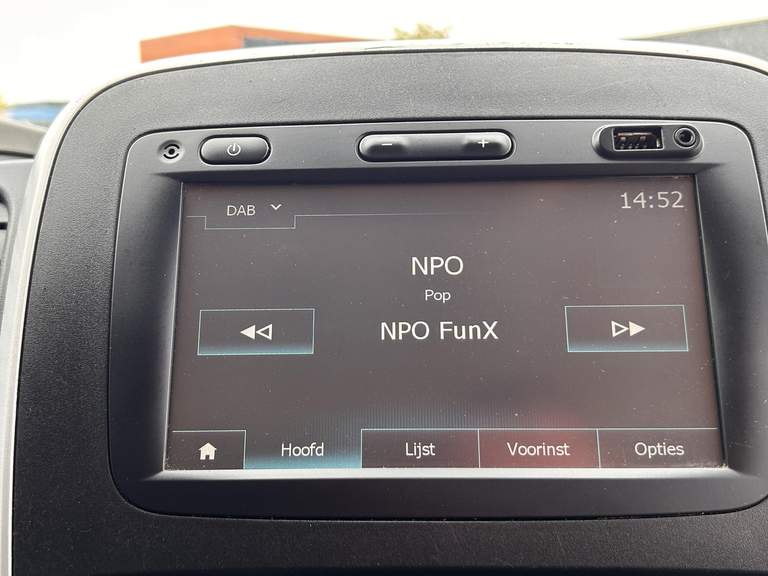 DAB
14:52
NPO
Pop
NPO FunX
Hoofd
Lijst
Voorinst
Opties